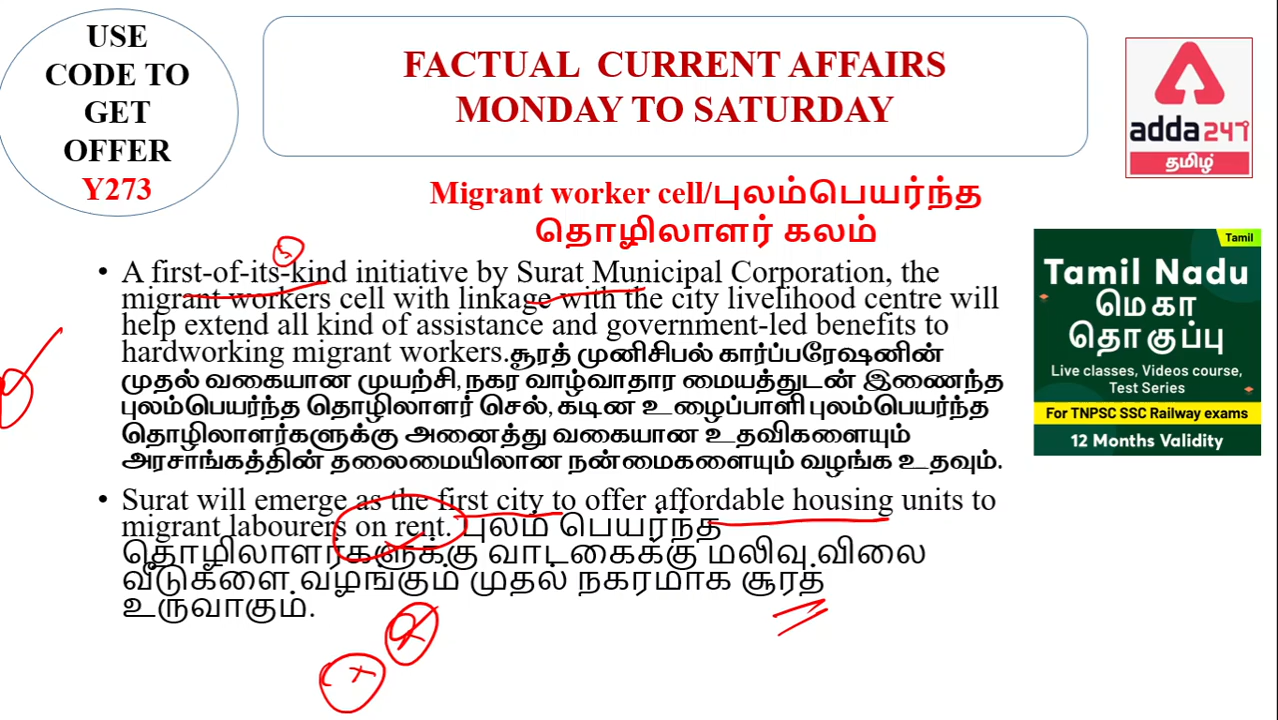 USE
CODE TO
GET
OFFER
Y273
FACTUAL CURRENT AFFAIRS
MONDAY TO SATURDAY
adda247
தமிழ்
Migrant worker cell/புலம்பெயர்ந்த
தொழிலாளர் கலம்
• A first-of-its-kind initiative by Surat Municipal Corporation, the
migrant workers cell with linkage with the city livelihood centre will
help extend all kind of assistance and government-led benefits to
hardworking migrant workers.சூரத் முனிசிபல் கார்ப்பரேஷனின்
முதல் வகையான முயற்சி, நகர வாழ்வாதார மையத்துடன் இணைந்த
புலம்பெயர்ந்த தொழிலாளர் செல், கடின உழைப்பாளி புலம்பெயர்ந்த
தொழிலாளர்களுக்கு அனைத்து வகையான உதவிகளையும்
அரசாங்கத்தின் தலைமையிலான நன்மைகளையும் வழங்க உதவும்.
• Surat will emerge as the first city to offer affordable housing units to
migrant labourers on rent. புலம் பெயர்ந்த
தொழிலாளர்களுக்கு வாடகைக்கு மலிவு விலை
வீடுகளை வழங்கும் முதல் நகரமாக சூரத்
உருவாகும்.
Tamil
Tamil Nadu
மெகா
தொகுப்பு
Live classes, Videos course,
Test Series
For TNPSC SSC Railway exams
12 Months Validity